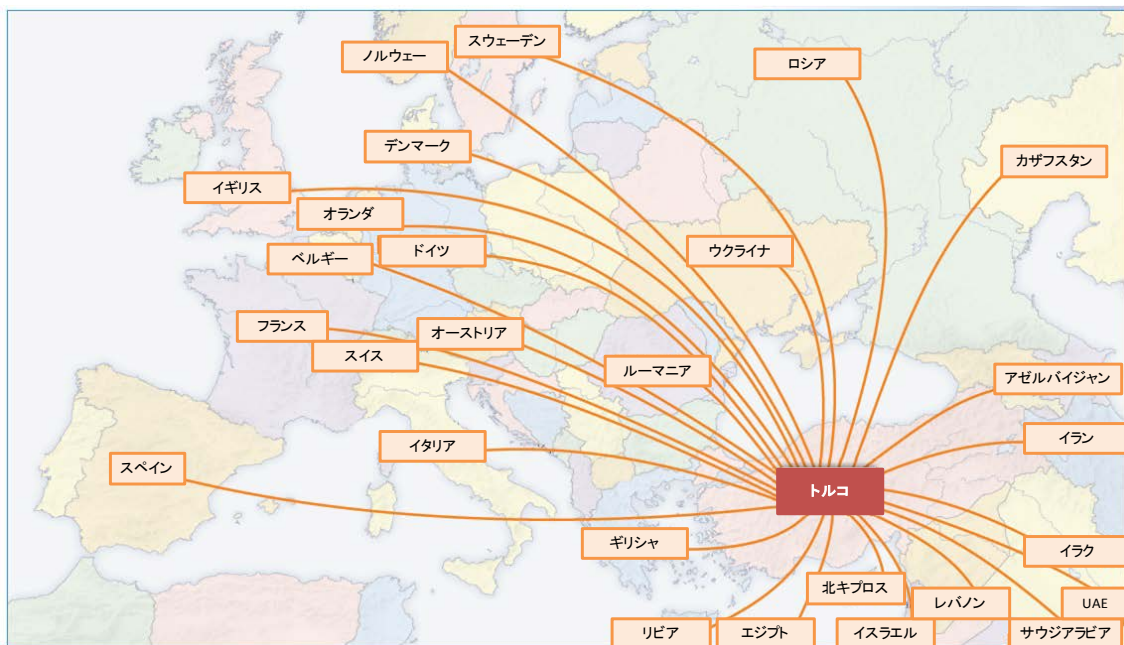 スウェーデン
ノルウェー
ロシア
デンマーク
カザフスタン
イギリス
オランダ
ドイツ
ウクライナ
ベルギー
フランス
オーストリア
スイス
ルーマニア
アゼルバイジャン
イタリア
イラン
スペイン
トルコ
ギリシャ
イラク
北キプロス
レバノン
UAE
リビア
エジプト
イスラエル
サウジアラビア